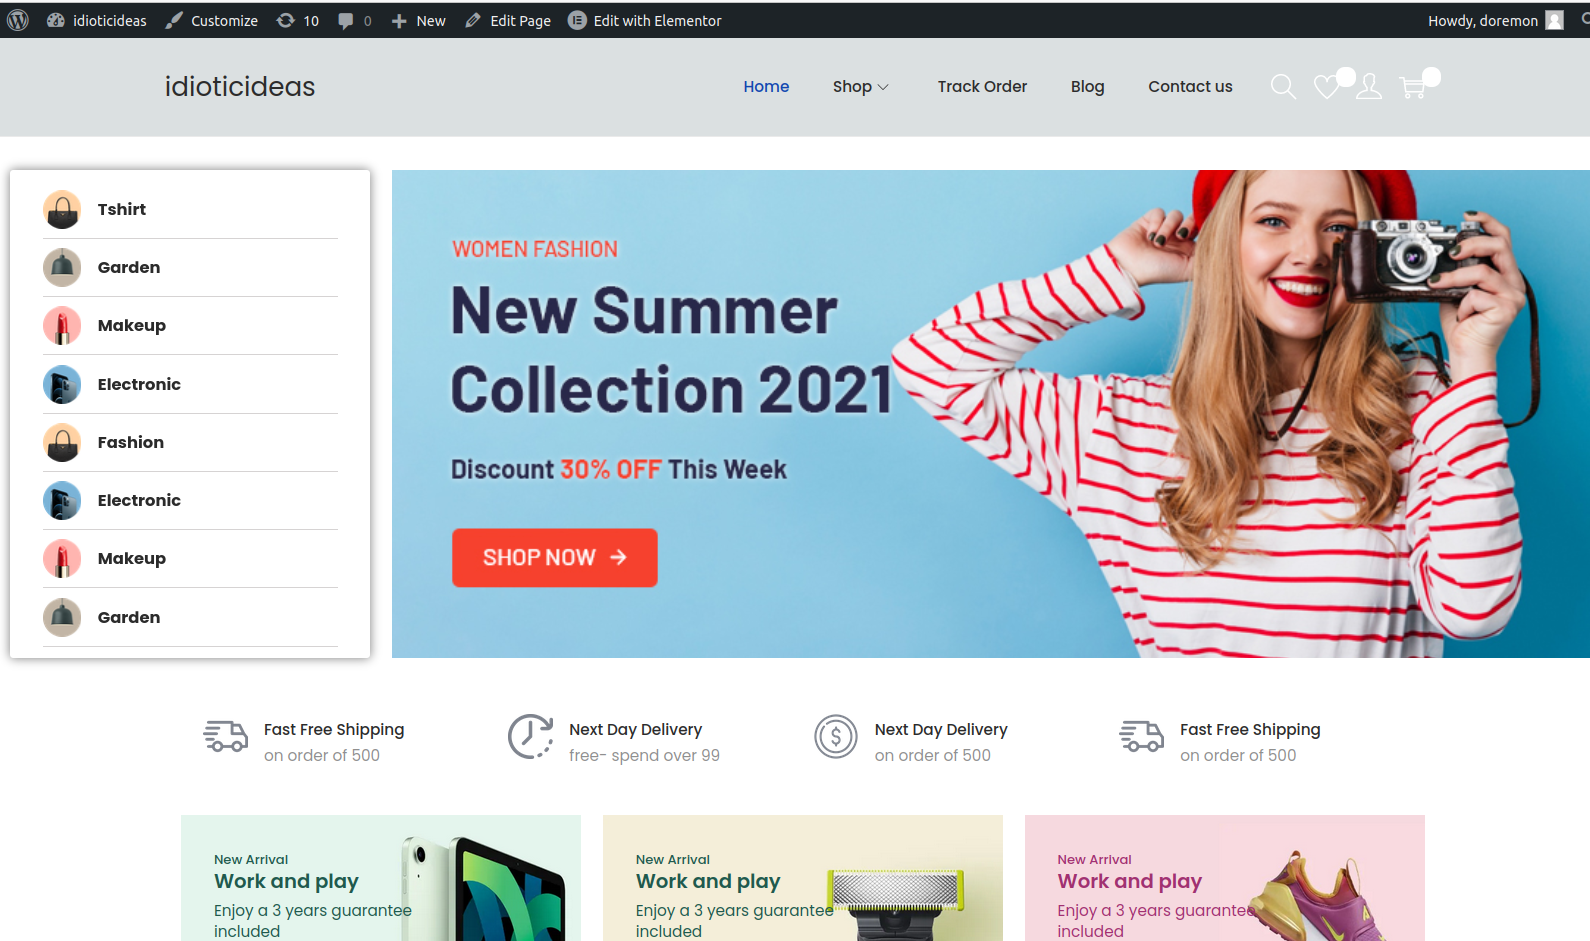 idioticideas Customize 10 0 New Edit Page Edit with Elementor Howdy, doremon
idioticideas Home Shop Track Order Blog Contact us
Tshirt
Garden
Makeup
Electronic
Fashion
Electronic
Makeup
Garden
WOMEN FASHION
New Summer
Collection 2021
Discount 30% OFF This Week
SHOP NOW →
Fast Free Shipping
on order of 500
Next Day Delivery
free- spend over 99
Next Day Delivery
on order of 500
Fast Free Shipping
on order of 500
New Arrival
Work and play
Enjoy a 3 years guarantee
included
New Arrival
Work and play
Enjoy a 3 years guarantee
included
New Arrival
Work and play
Enjoy a 3 years guarantee
included